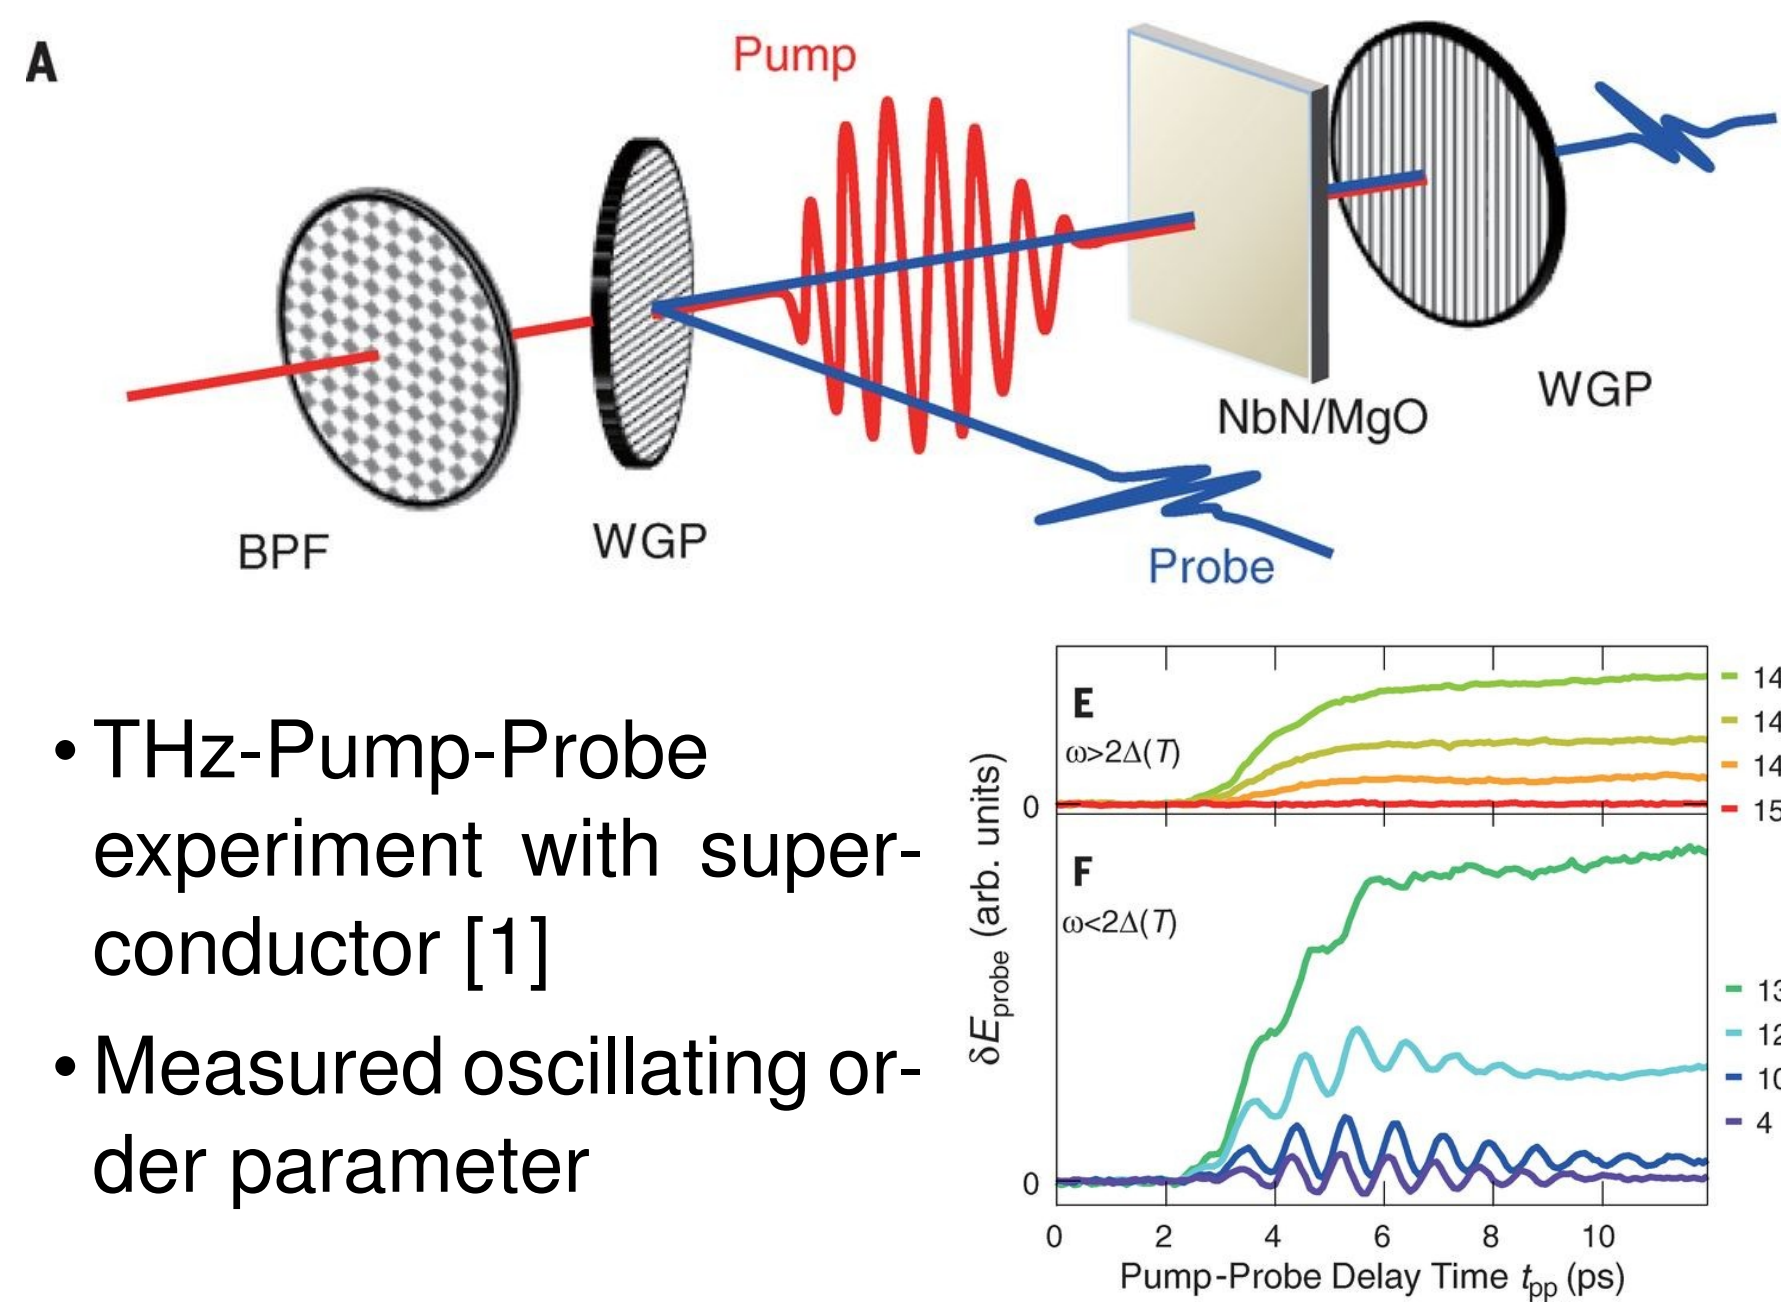 A
Pump
BPF
WGP
Probe
NbN/MgO
WGP
• THz-Pump-Probe
experiment with super-
conductor [1]
• Measured oscillating or-
der parameter
δE_probe (arb. units)
E
ω>2Δ(T)
0
F
ω<2Δ(T)
0
4
0 2 4 6 8 10
Pump-Probe Delay Time t_pp (ps)